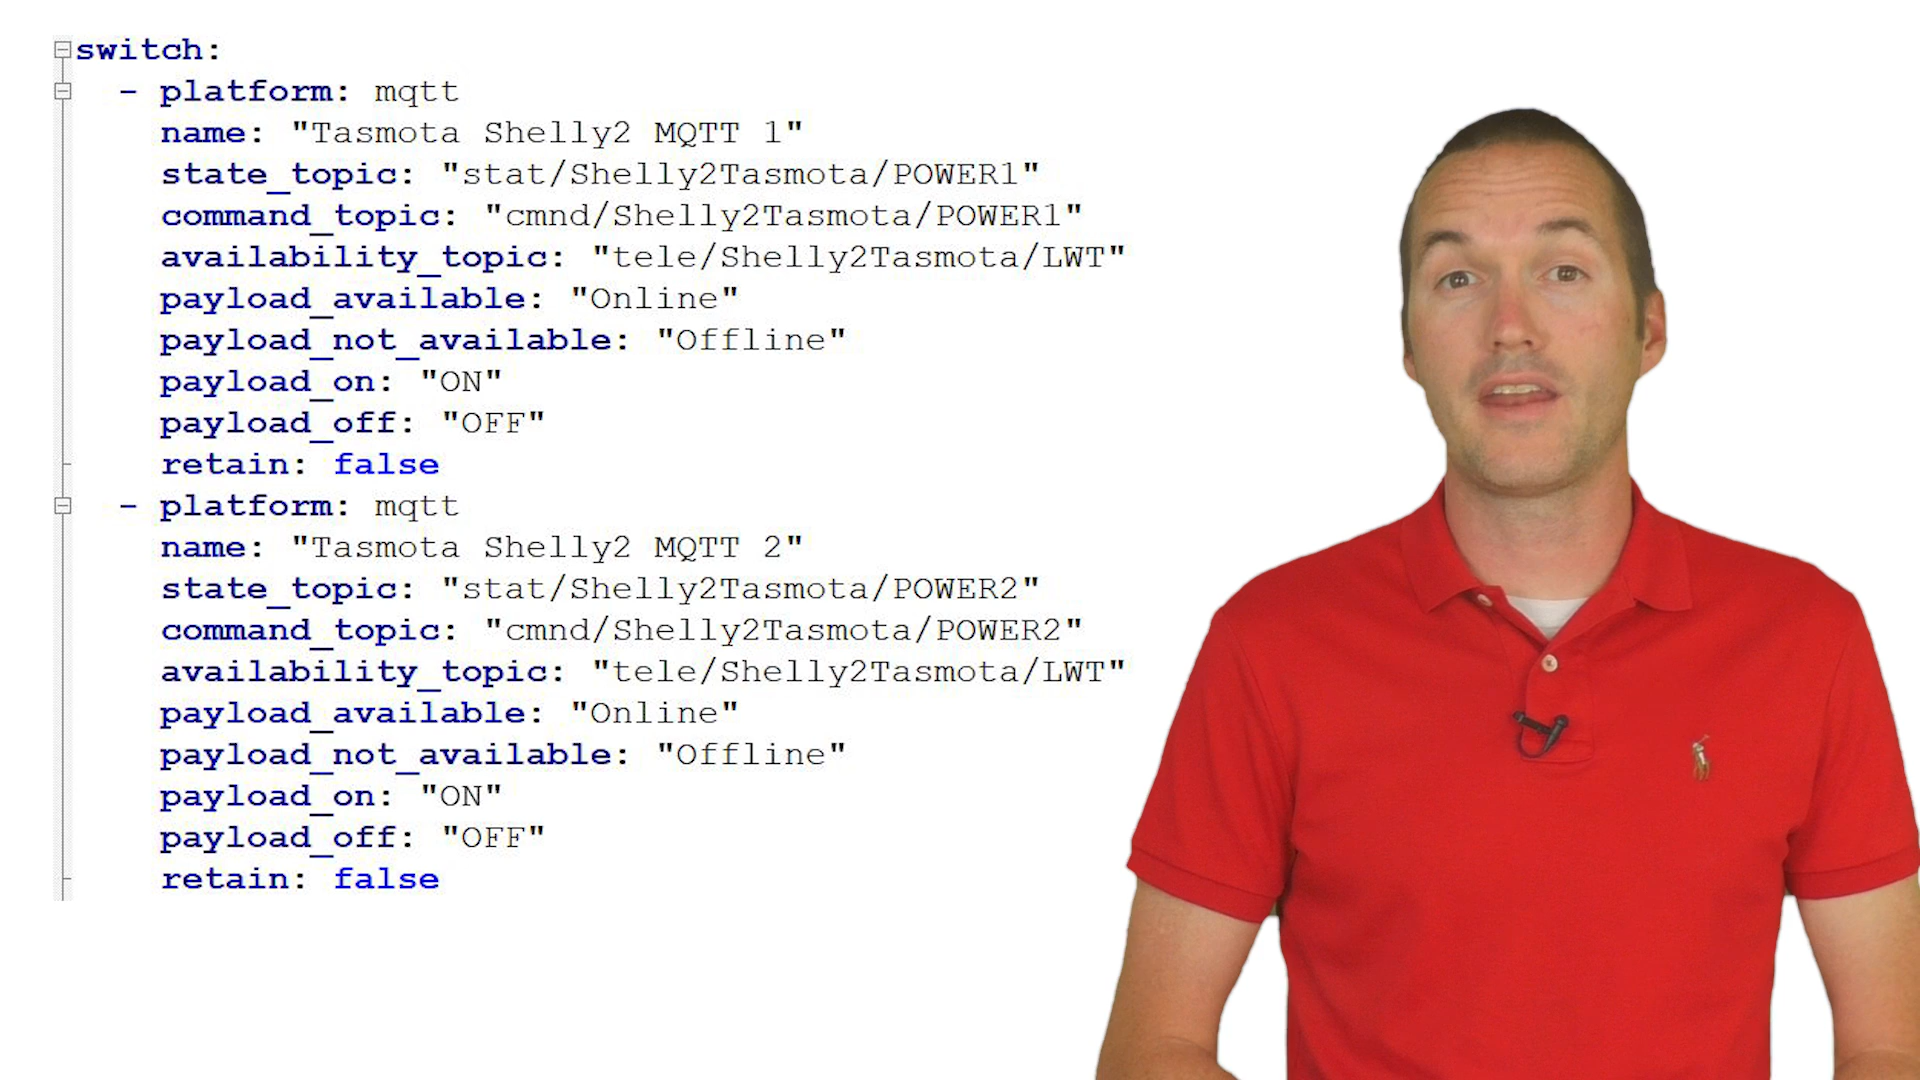 switch:
  - platform: mqtt
    name: "Tasmota Shelly2 MQTT 1"
    state_topic: "stat/Shelly2Tasmota/POWER1"
    command_topic: "cmnd/Shelly2Tasmota/POWER1"
    availability_topic: "tele/Shelly2Tasmota/LWT"
    payload_available: "Online"
    payload_not_available: "Offline"
    payload_on: "ON"
    payload_off: "OFF"
    retain: false
  - platform: mqtt
    name: "Tasmota Shelly2 MQTT 2"
    state_topic: "stat/Shelly2Tasmota/POWER2"
    command_topic: "cmnd/Shelly2Tasmota/POWER2"
    availability_topic: "tele/Shelly2Tasmota/LWT"
    payload_available: "Online"
    payload_not_available: "Offline"
    payload_on: "ON"
    payload_off: "OFF"
    retain: false